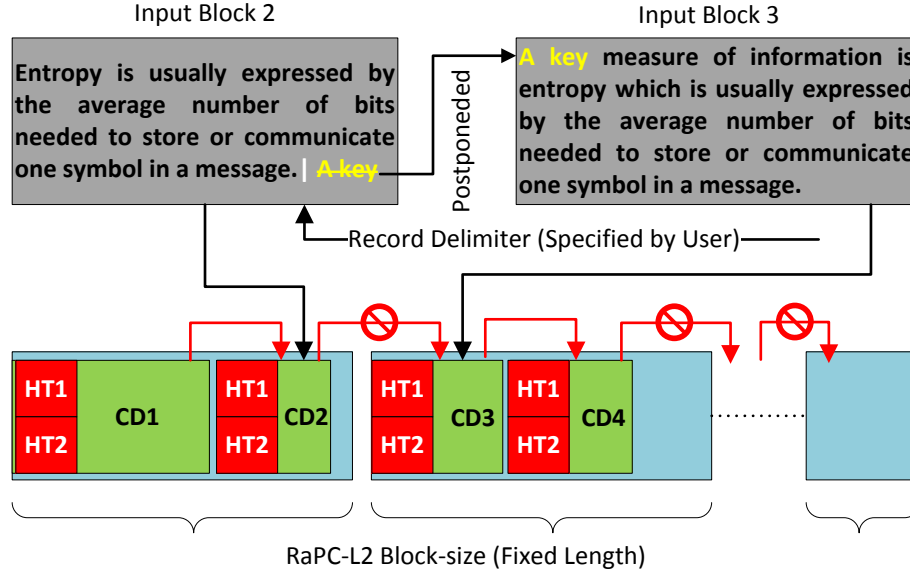 Input Block 2
Input Block 3
Entropy is usually expressed by
the average number of bits
needed to store or communicate
one symbol in a message.| A key
Postponeded
A key measure of information is
entropy which is usually expressed
by the average number of bits
needed to store or communicate
one symbol in a message.
Record Delimiter (Specified by User)
HT1
HT2
CD1
HT1
HT2
CD2
HT1
HT2
CD3
HT1
HT2
CD4
RaPC-L2 Block-size (Fixed Length)